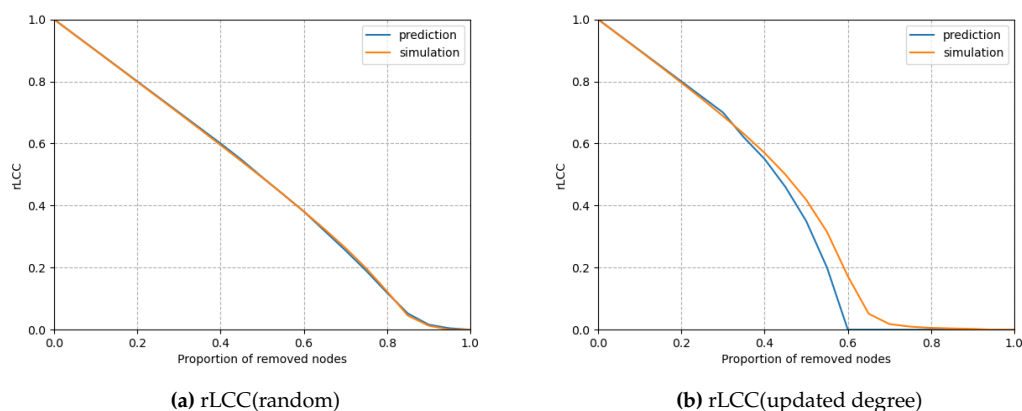 1.0
0.8
0.6
0.4
0.2
0.0
rLCC
0.0 0.2 0.4 0.6 0.8 1.0
Proportion of removed nodes
prediction
simulation
(a) rLCC(random)
1.0
0.8
0.6
0.4
0.2
0.0
rLCC
0.0 0.2 0.4 0.6 0.8 1.0
Proportion of removed nodes
prediction
simulation
(b) rLCC(updated degree)